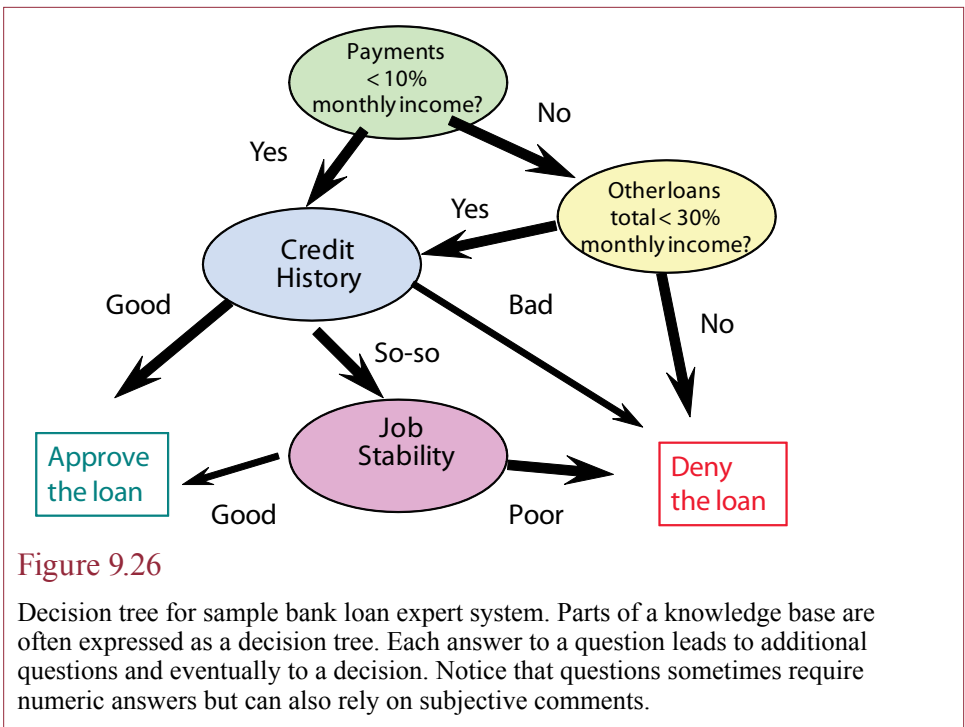 Payments
< 10%
monthly income?
No
Yes
Otherloans
total < 30%
monthly income?
Yes
Credit
History
Good
Bad
No
So-so
Job
Stability
Approve
the loan
Deny
the loan
Good
Poor
Figure 9.26
Decision tree for sample bank loan expert system. Parts of a knowledge base are
often expressed as a decision tree. Each answer to a question leads to additional
questions and eventually to a decision. Notice that questions sometimes require
numeric answers but can also rely on subjective comments.